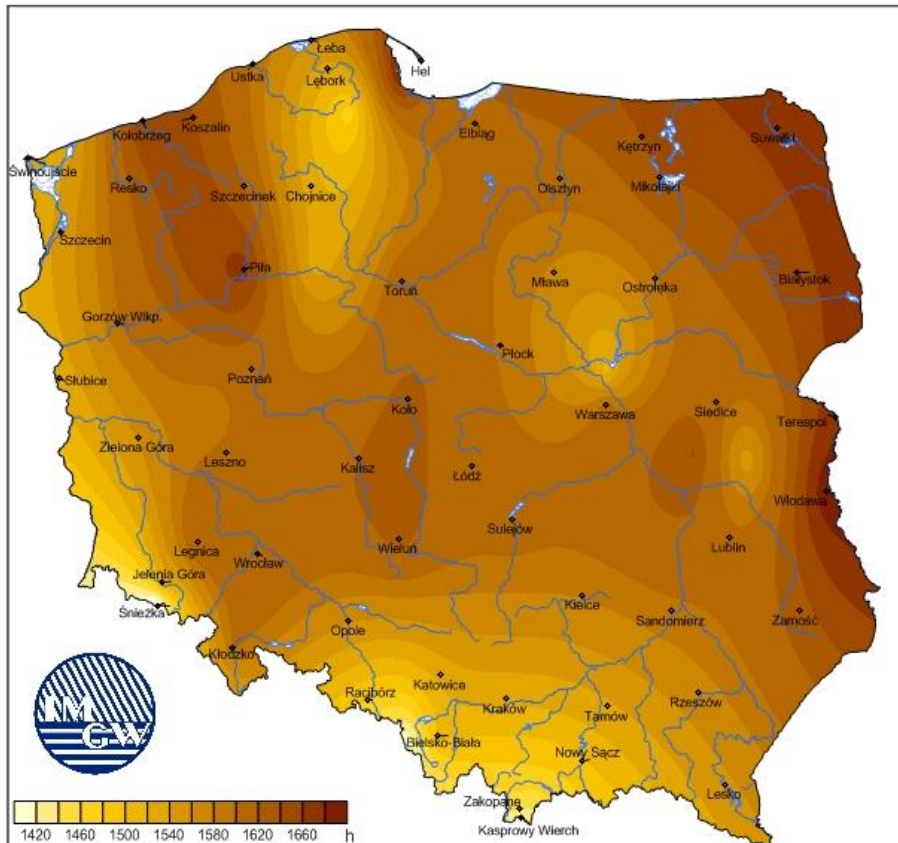 Łeba
Ustka
Lębork
Hel
Kołobrzeg
Koszalin
Elbląg
Kętrzyn
Suwałki
Świnoujście
Resko
Szczecinek
Chojnice
Olsztyn
Mikołajki
Szczecin
Piła
Toruń
Mława
Ostrołęka
Białystok
Gorzów Wlkp.
Płock
Słubice
Poznań
Koło
Warszawa
Siedlce
Terespol
Zielona Góra
Leszno
Kalisz
Łódź
Włodawa
Sulejów
Legnica
Wrocław
Wieluń
Lublin
Jelenia Góra
Śnieżka
Kielce
Sandomierz
Zamość
Opole
Kłodzko
Katowice
Racibórz
Kraków
Tarnów
Rzeszów
Bielsko-Biała
Nowy Sącz
Lesko
Zakopane
Kasprowy Wierch
IM
G-W
1420 1460 1500 1540 1580 1620 1660 h